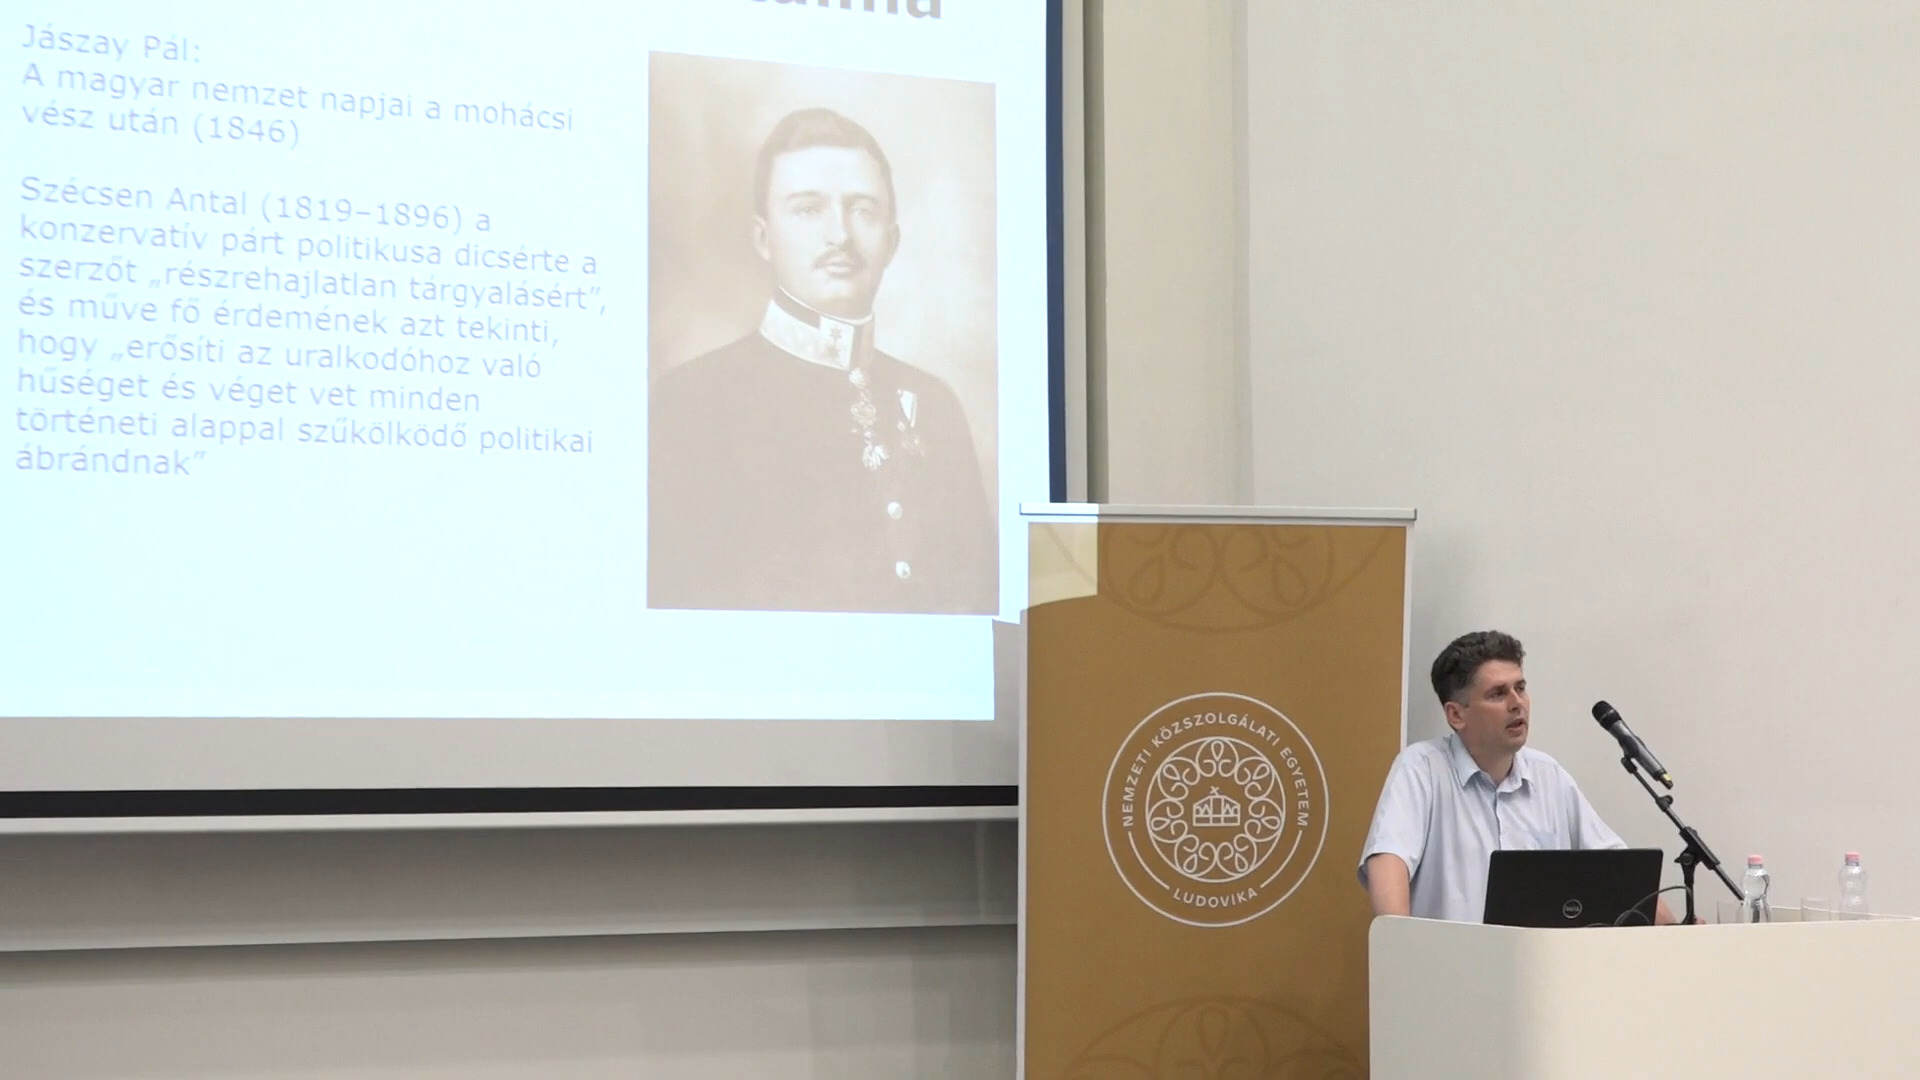 Jászay Pál:
A magyar nemzet napjai a mohácsi
vész után (1846)
Szécsen Antal (1819–1896) a
konzervatív párt politikusa dicsérte a
szerzőt „részrehajlatlan tárgyalásért”,
és műve fő érdemének azt tekinti,
hogy „erősíti az uralkodóhoz való
hűséget és véget vet minden
történeti alappal szűkölködő politikai
ábrándnak”
NEMZETI KÖZSZOLGÁLATI EGYETEM
LUDOVIKA
DELL